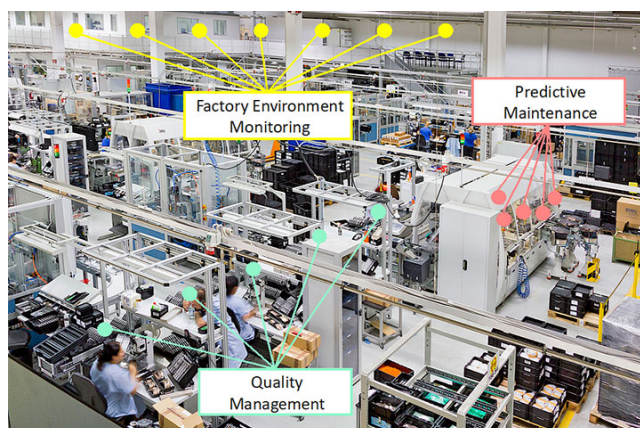 Factory Environment
Monitoring
Predictive
Maintenance
Quality
Management